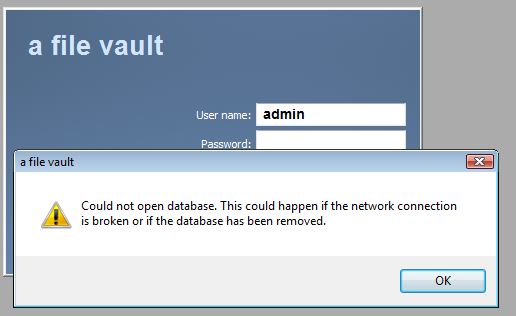 a file vault
User name: admin
Password:
a file vault
Could not open database. This could happen if the network connection
is broken or if the database has been removed.
OK